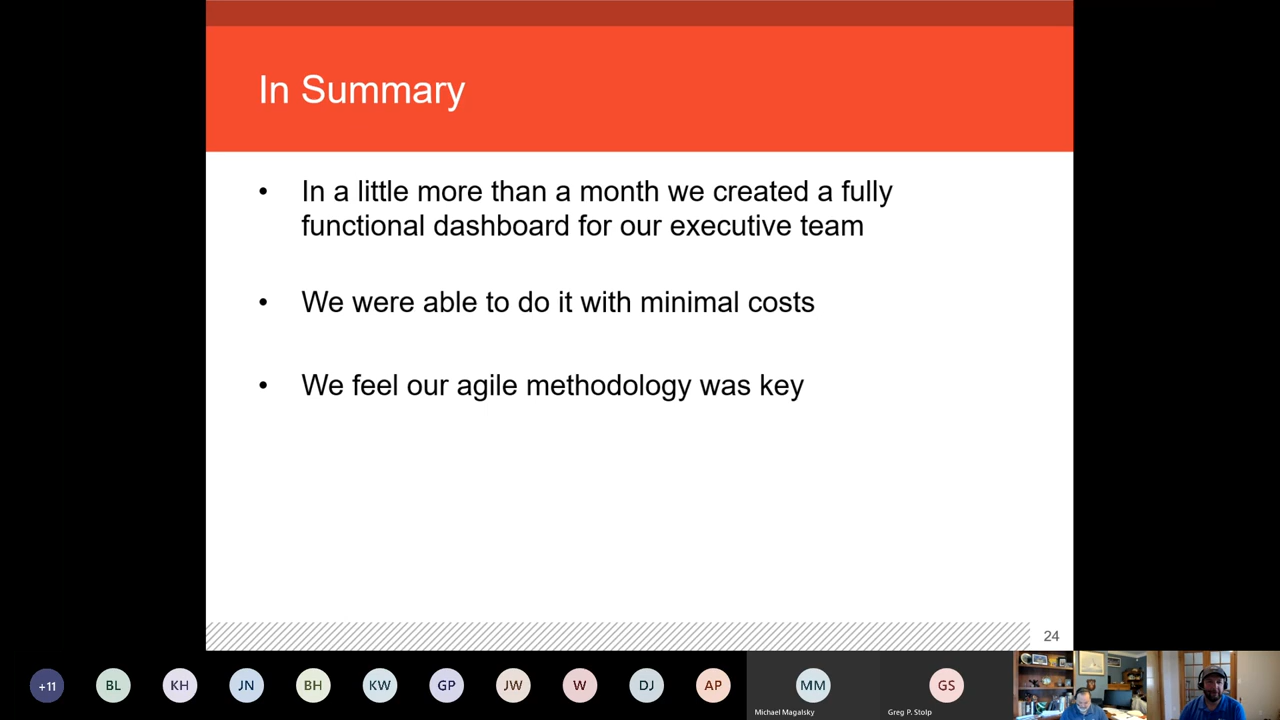 In Summary
• In a little more than a month we created a fully
functional dashboard for our executive team
• We were able to do it with minimal costs
• We feel our agile methodology was key
24
+11
BL
KH
JN
BH
KW
GP
JW
W
DJ
AP
MM
GS
Michael Magalsky
Greg P. Stolp